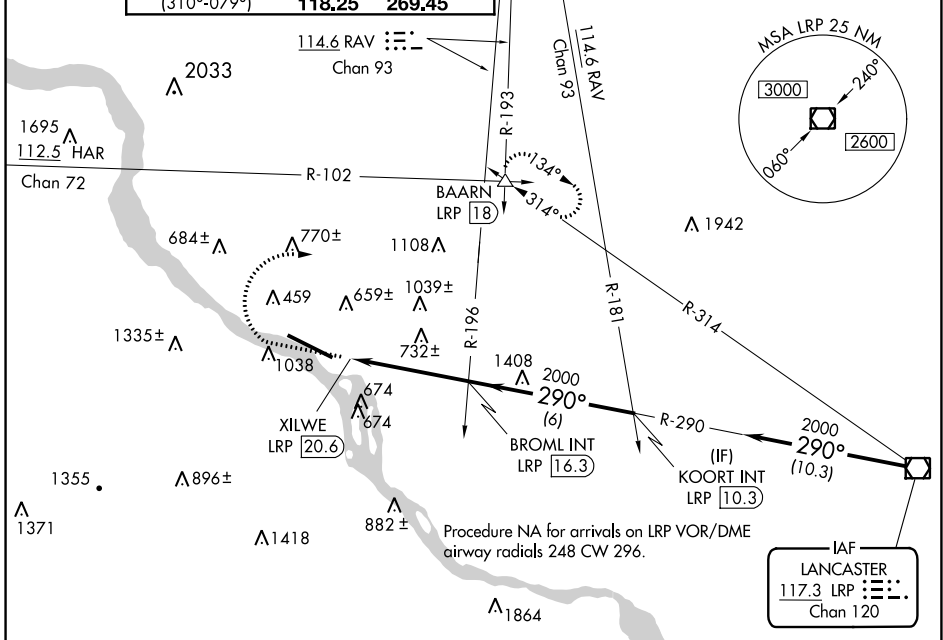 (310°-079°) 118.25 269.45
114.6 RAV
Chan 93
114.6 RAV
Chan 93
MSA LRP 25 NM
3000
240°
2600
060°
2033
1695
112.5 HAR
Chan 72
R-102
R-193
134°
314°
BAARN
LRP 18
1942
684±
770±
1108
459
659±
1039±
R-181
R-314
R-196
1335±
1038
732±
1408
2000
290°
(6)
674
674
XILWE
LRP 20.6
BROML INT
LRP 16.3
R-290
2000
290°
(10.3)
(IF)
KOORT INT
LRP 10.3
1355
896±
1371
1418
882±
Procedure NA for arrivals on LRP VOR/DME
airway radials 248 CW 296.
IAF
LANCASTER
117.3 LRP
Chan 120
1864